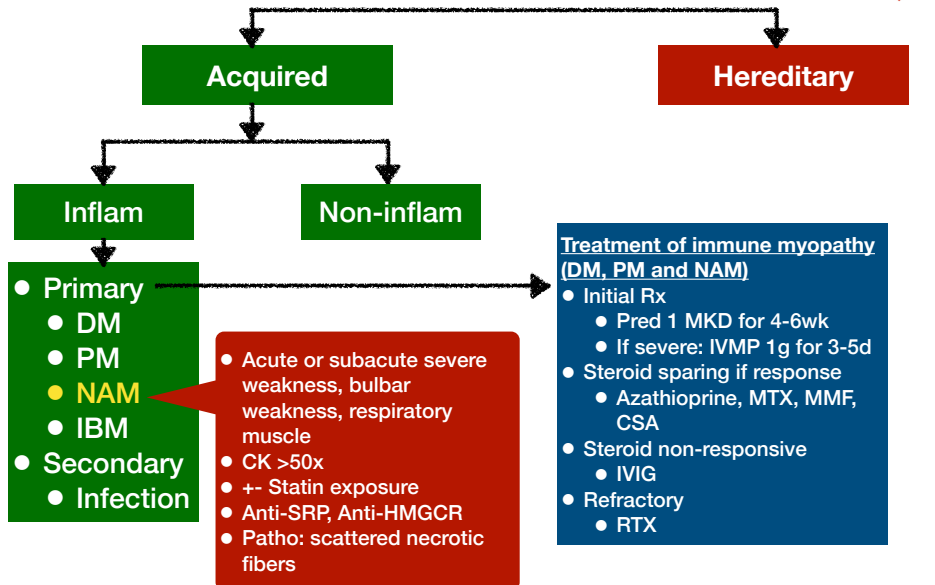 Acquired
Hereditary
Inflam
Non-inflam
Primary
DM
PM
NAM
IBM
Secondary
Infection
Acute or subacute severe
weakness, bulbar
weakness, respiratory
muscle
CK >50x
+- Statin exposure
Anti-SRP, Anti-HMGCR
Patho: scattered necrotic
fibers
Treatment of immune myopathy
(DM, PM and NAM)
Initial Rx
Pred 1 MKD for 4-6wk
If severe: IVMP 1g for 3-5d
Steroid sparing if response
Azathioprine, MTX, MMF,
CSA
Steroid non-responsive
IVIG
Refractory
RTX